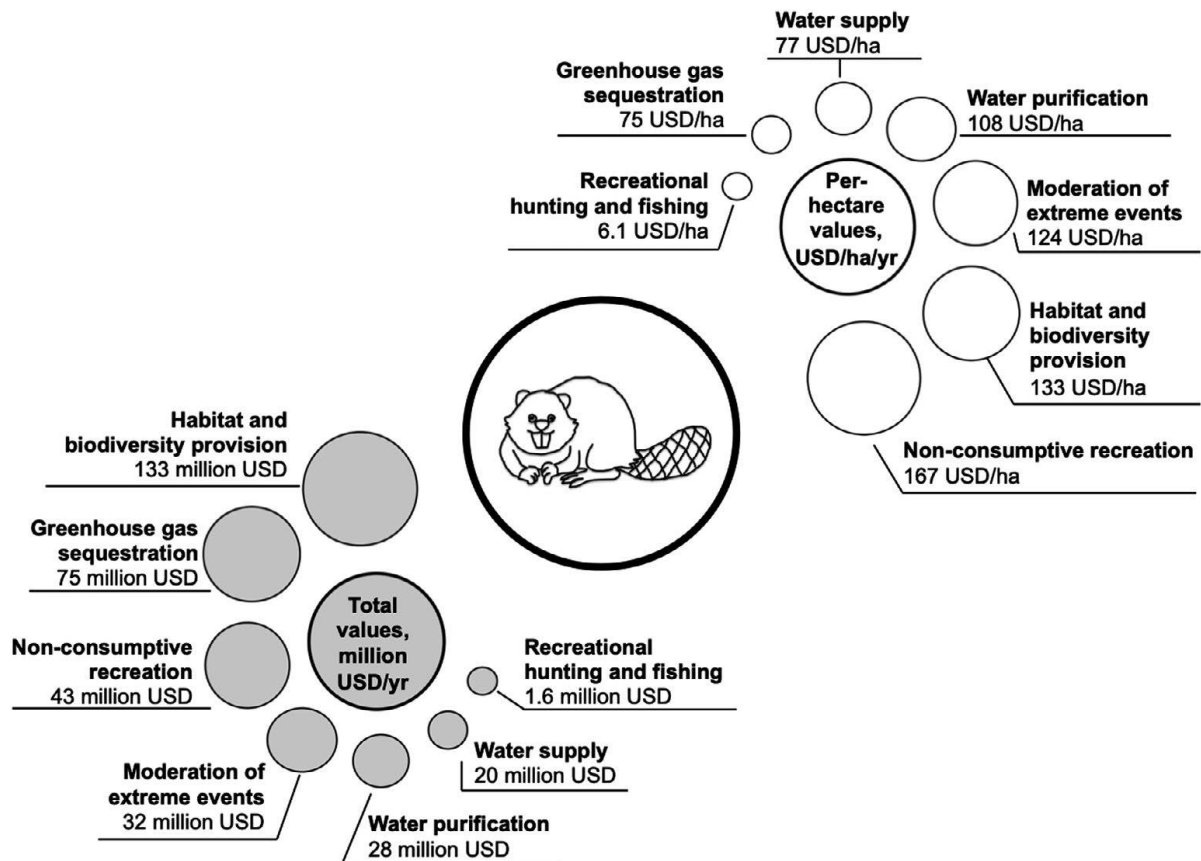 Water supply
77 USD/ha
Greenhouse gas
sequestration
75 USD/ha
Water purification
108 USD/ha
Recreational
hunting and fishing
6.1 USD/ha
Per-
hectare
values,
USD/ha/yr
Moderation of
extreme events
124 USD/ha
Habitat and
biodiversity
provision
133 USD/ha
Non-consumptive recreation
167 USD/ha
Habitat and
biodiversity provision
133 million USD
Greenhouse gas
sequestration
75 million USD
Non-consumptive
recreation
43 million USD
Total
values,
million
USD/yr
Recreational
hunting and fishing
1.6 million USD
Water supply
20 million USD
Moderation of
extreme events
32 million USD
Water purification
28 million USD